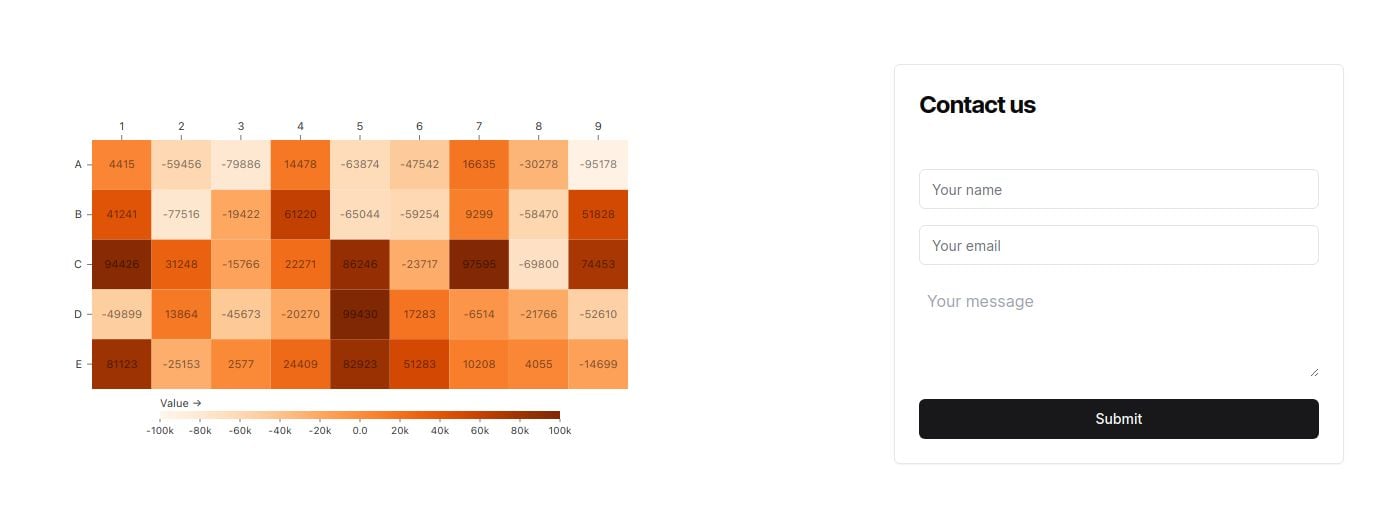 1 2 3 4 5 6 7 8 9
A 4415 -59456 -79886 14478 -63874 -47542 16635 -30278 -95178
B 41241 -77516 -19422 61220 -65044 -59254 9299 -58470 51828
C 94426 31248 -15766 22271 86246 -23717 97595 -69800 74453
D -49899 13864 -45673 -20270 99430 17283 -6514 -21766 -52610
E 81123 -25153 2577 24409 82923 51283 10208 4055 -14699
Value →
-100k -80k -60k -40k -20k 0.0 20k 40k 60k 80k 100k
Contact us
Your name
Your email
Your message
Submit